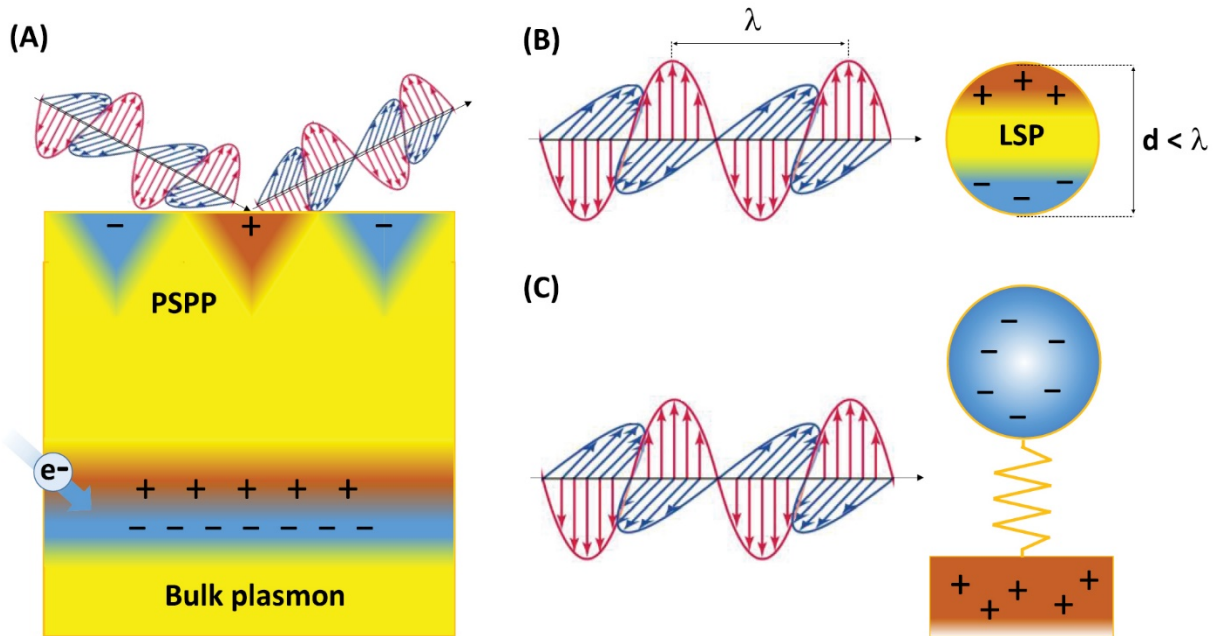 (A)
− + −
PSPP
e−
+ + + + +
− − − − − − −
Bulk plasmon
(B)
λ
+ + +
LSP
− − −
d < λ
(C)
− − − − − −
+ + + + +